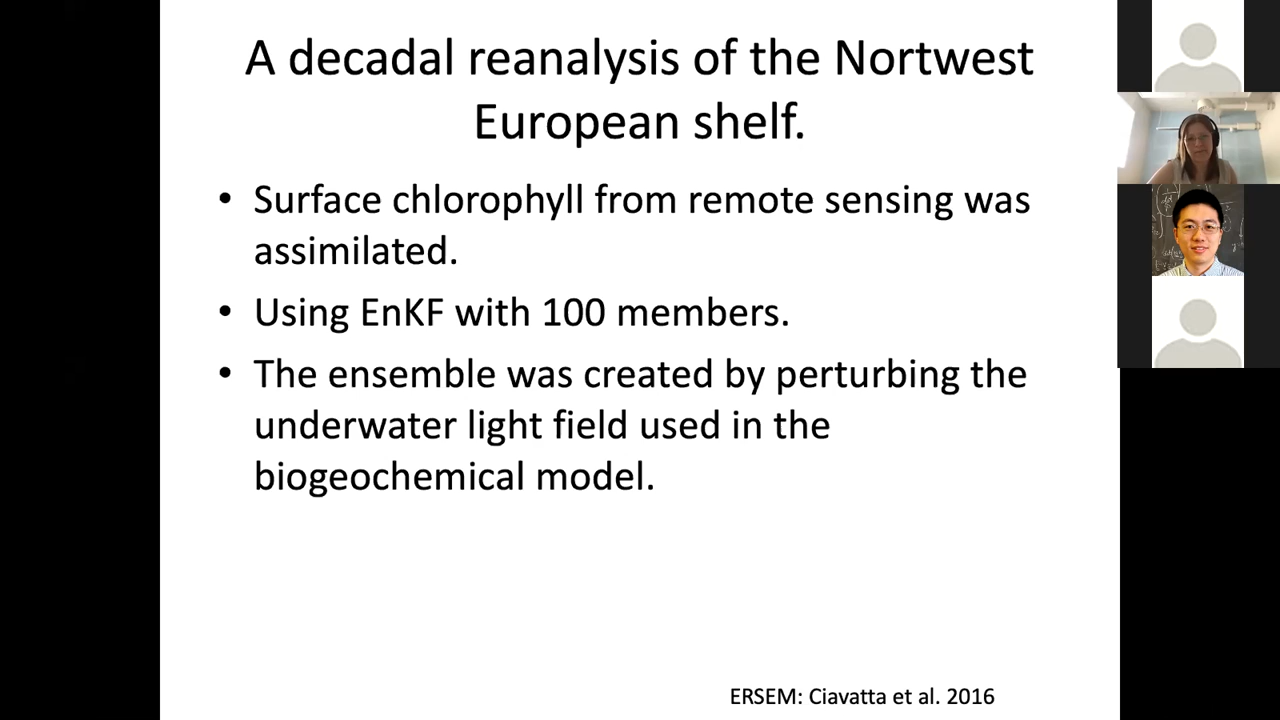 A decadal reanalysis of the Nortwest
European shelf.
• Surface chlorophyll from remote sensing was
assimilated.
• Using EnKF with 100 members.
• The ensemble was created by perturbing the
underwater light field used in the
biogeochemical model.
ERSEM: Ciavatta et al. 2016